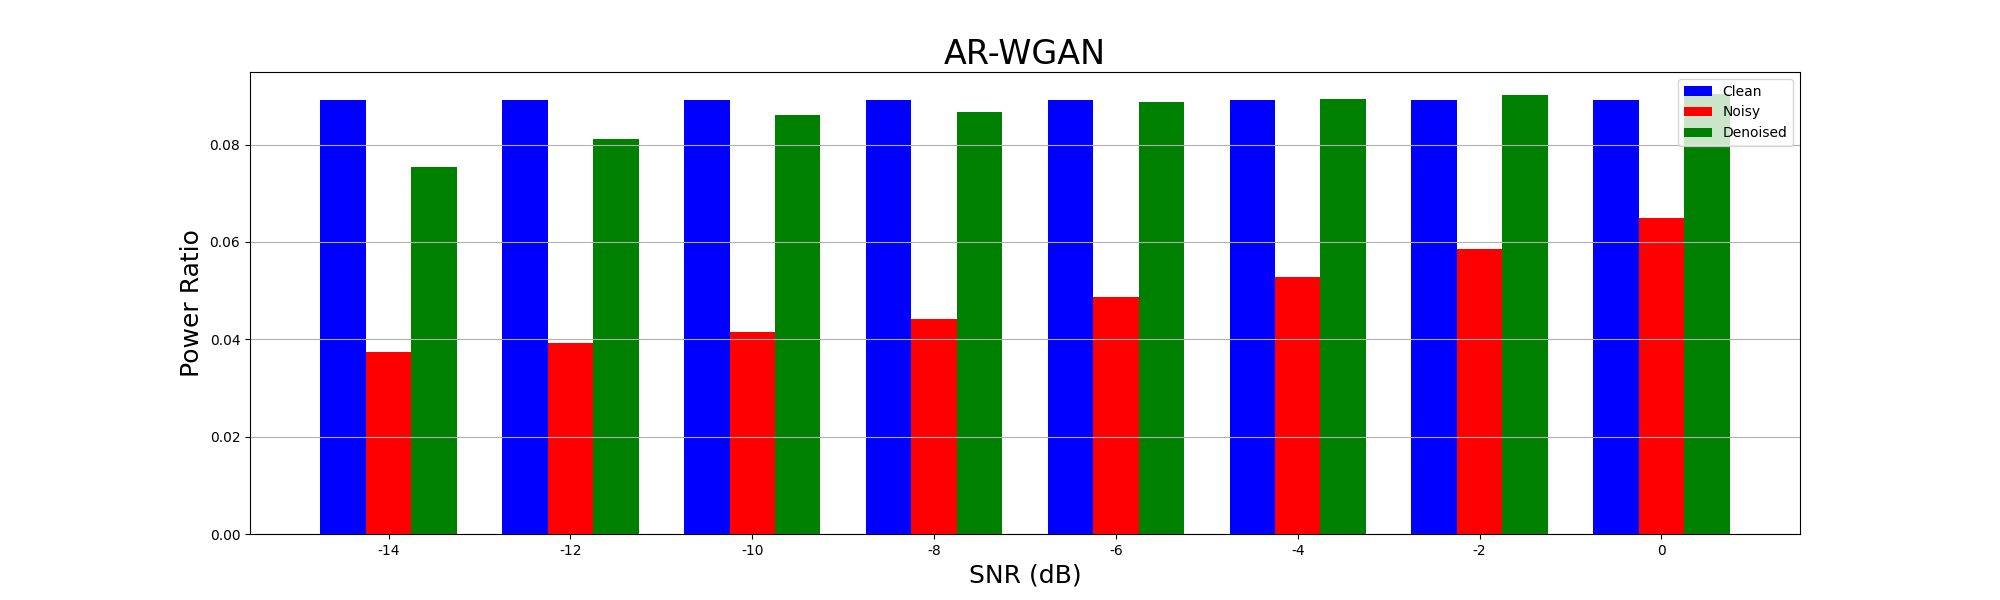 AR-WGAN
Clean
Noisy
Denoised
Power Ratio
0.08
0.06
0.04
0.02
0.00
-14 -12 -10 -8 -6 -4 -2 0
SNR (dB)